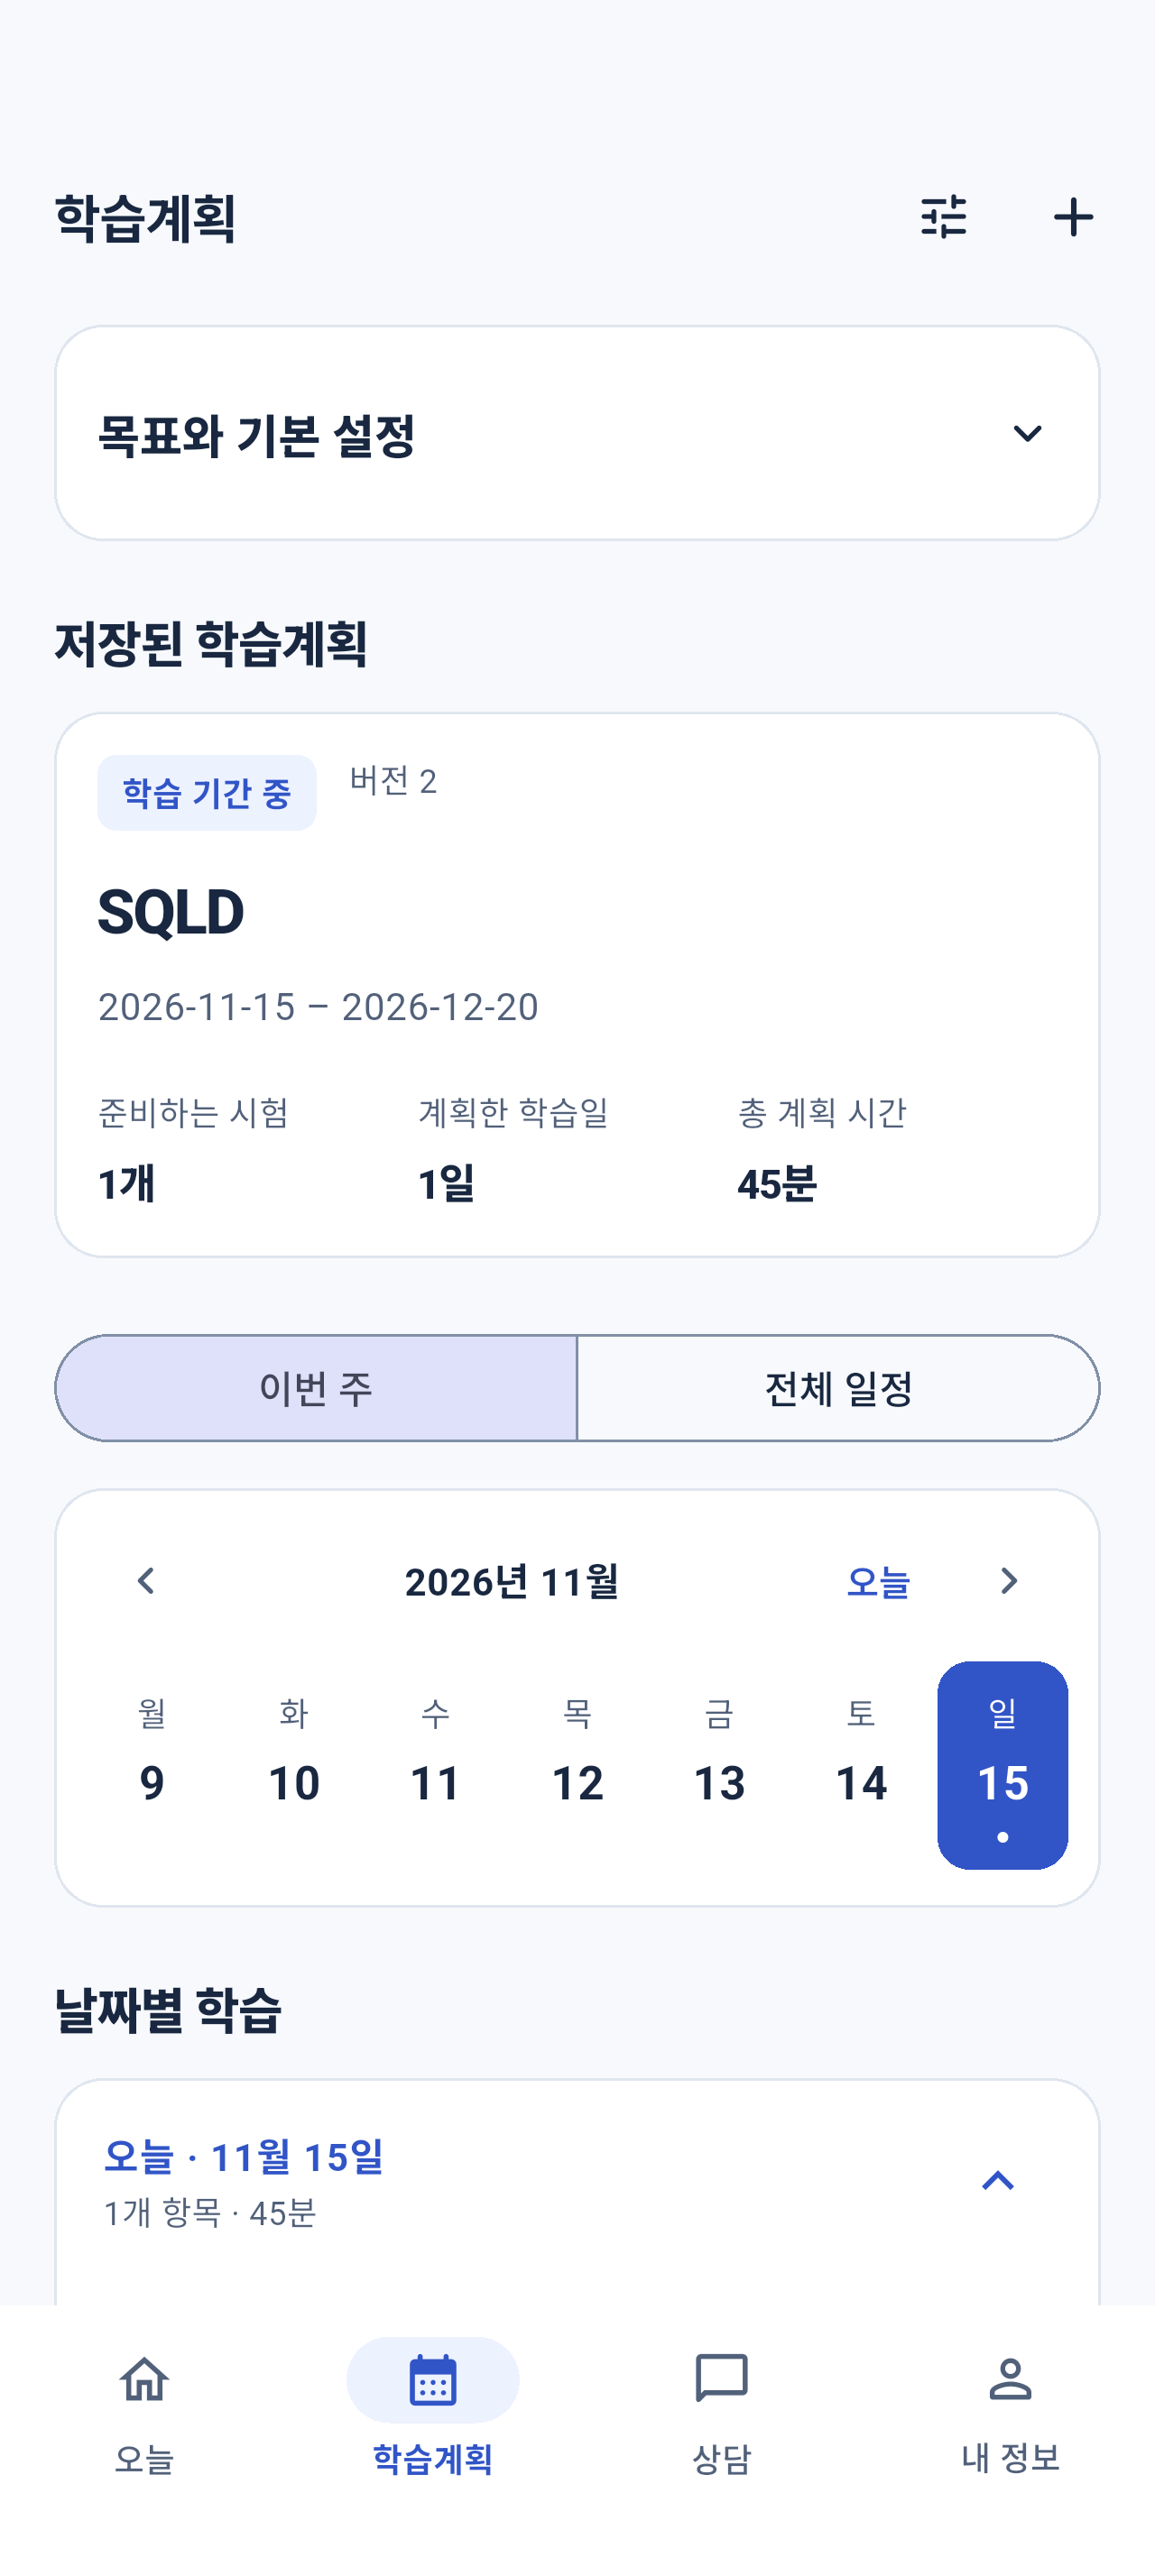 학습계획
목표와 기본 설정
저장된 학습계획
학습 기간 중 버전 2
SQLD
2026-11-15 – 2026-12-20
준비하는 시험 계획한 학습일 총 계획 시간
1개 1일 45분
이번 주 전체 일정
2026년 11월 오늘
월 화 수 목 금 토 일
9 10 11 12 13 14 15
날짜별 학습
오늘 · 11월 15일
1개 항목 · 45분
오늘 학습계획 상담 내 정보